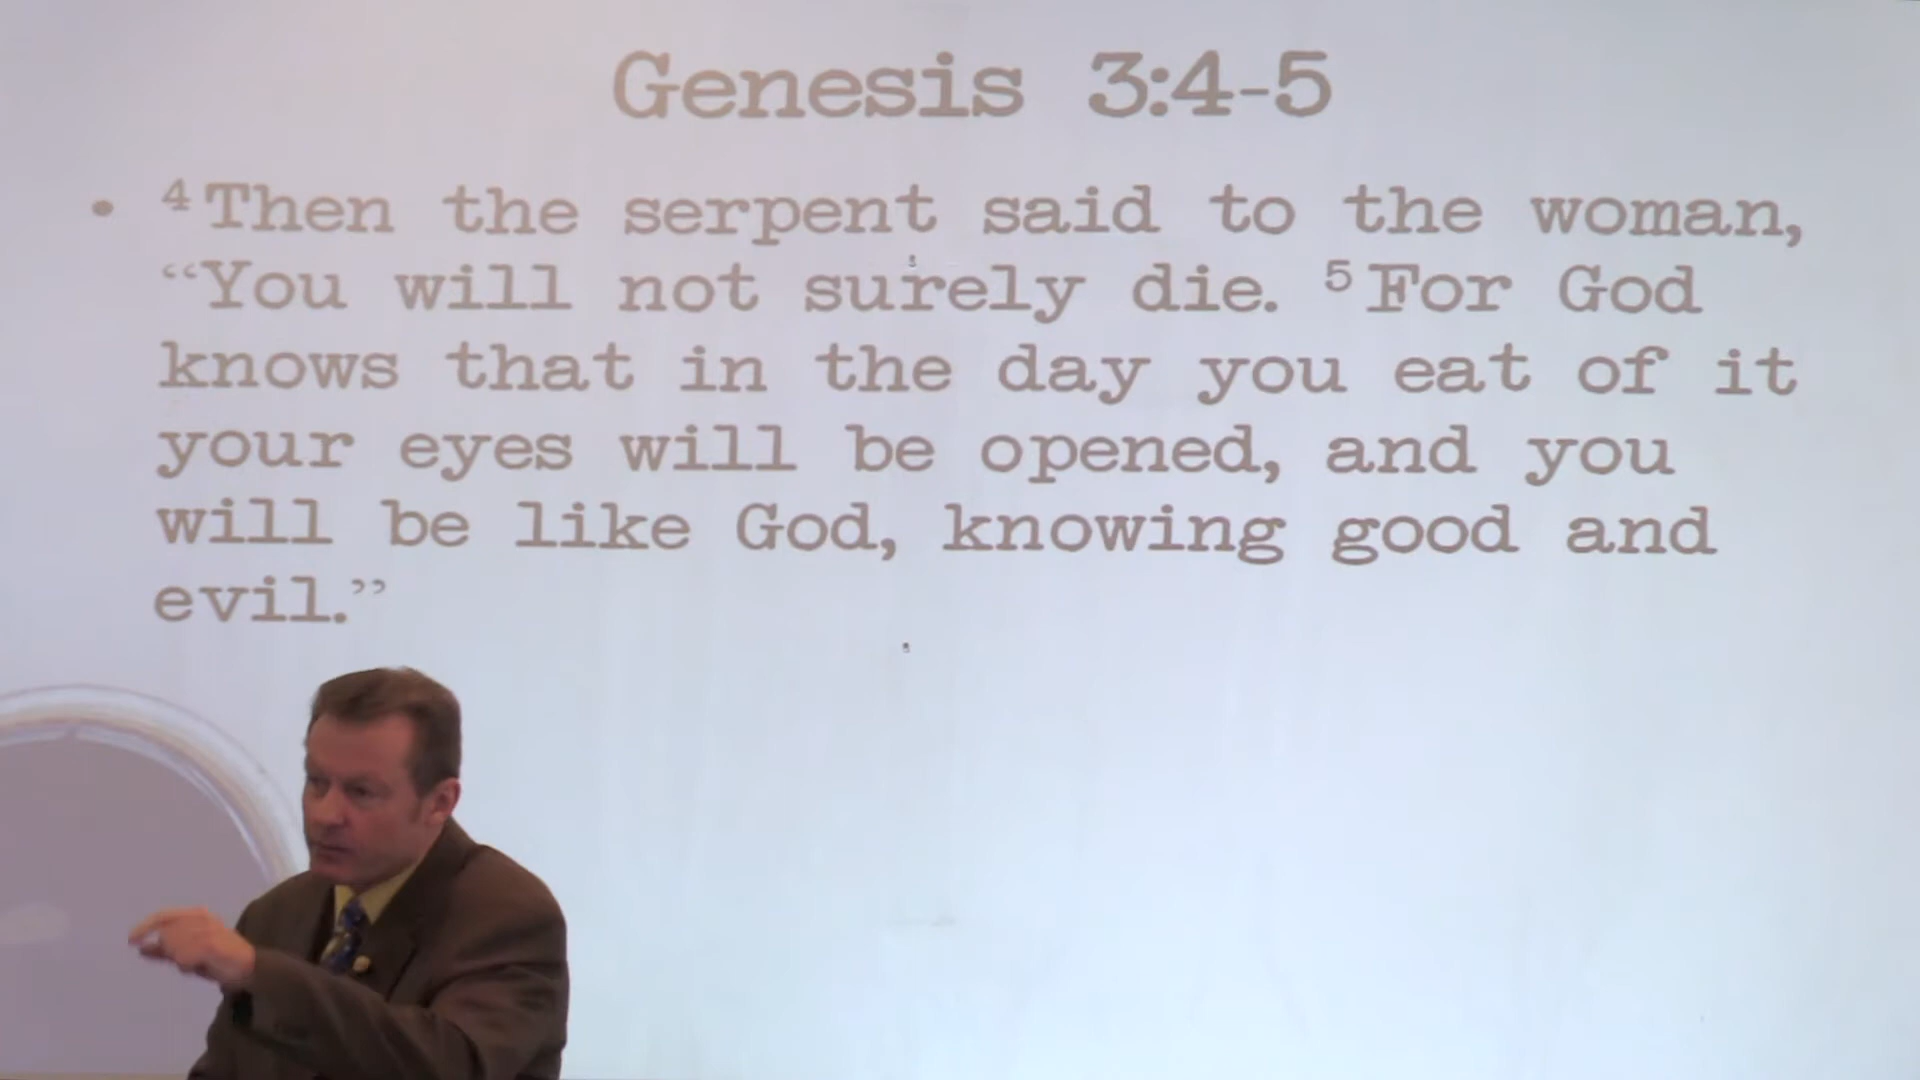 Genesis 3:4-5
• ⁴Then the serpent said to the woman,
“You will not surely die. ⁵For God
knows that in the day you eat of it
your eyes will be opened, and you
will be like God, knowing good and
evil.”